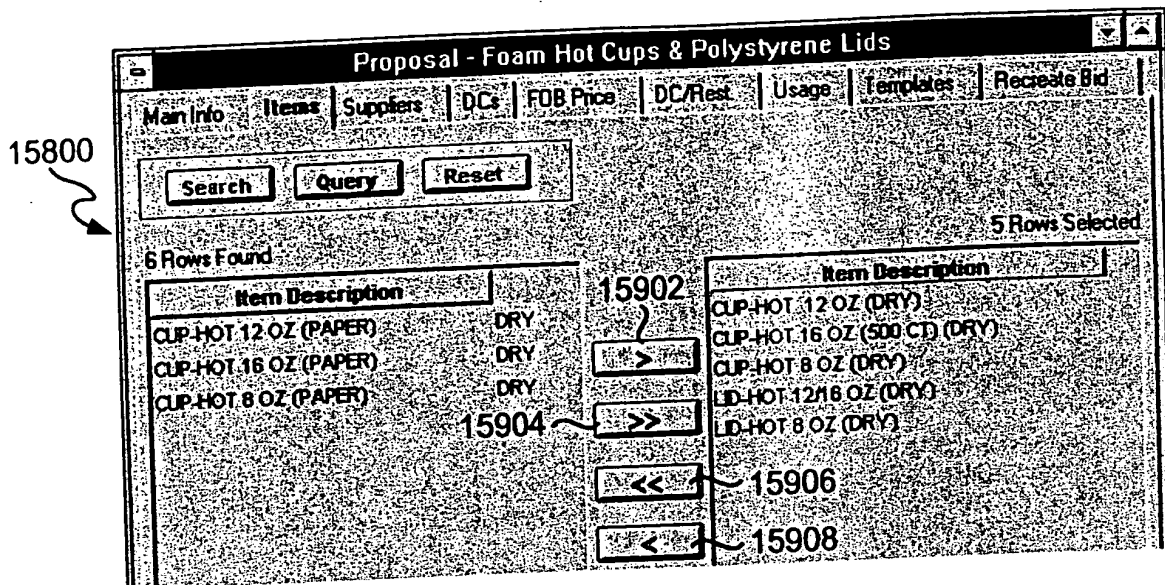 Proposal - Foam Hot Cups & Polystyrene Lids
Main Info Items Suppliers DCs FOB Price DC/Rest. Usage Templates Recreate Bid
15800
Search Query Reset
6 Rows Found
5 Rows Selected
Item Description
CUP-HOT 12 OZ (PAPER) DRY
CUP-HOT 16 OZ (PAPER) DRY
CUP-HOT 8 OZ (PAPER) DRY
15902
>
15904
>>
<<
15906
<
15908
Item Description
CUP-HOT 12 OZ (DRY)
CUP-HOT 16 OZ (500 CT) (DRY)
CUP-HOT 8 OZ (DRY)
LID-HOT 12/16 OZ (DRY)
LID-HOT 8 OZ (DRY)